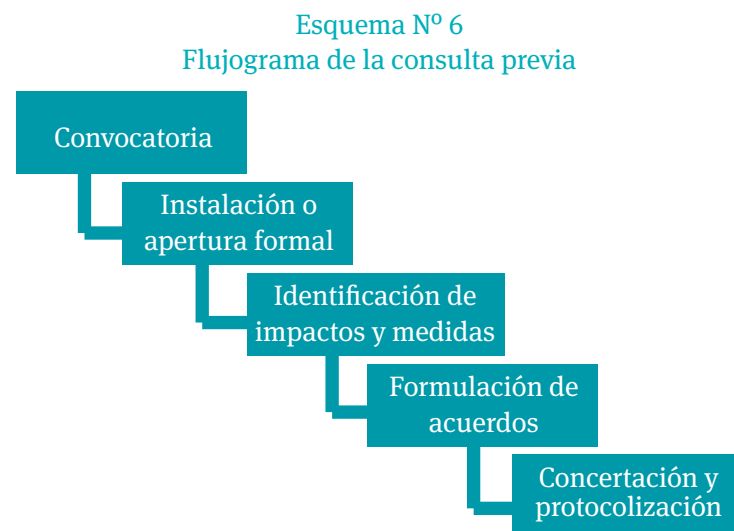 Esquema Nº 6
Flujograma de la consulta previa
Convocatoria
Instalación o
apertura formal
Identificación de
impactos y medidas
Formulación de
acuerdos
Concertación y
protocolización